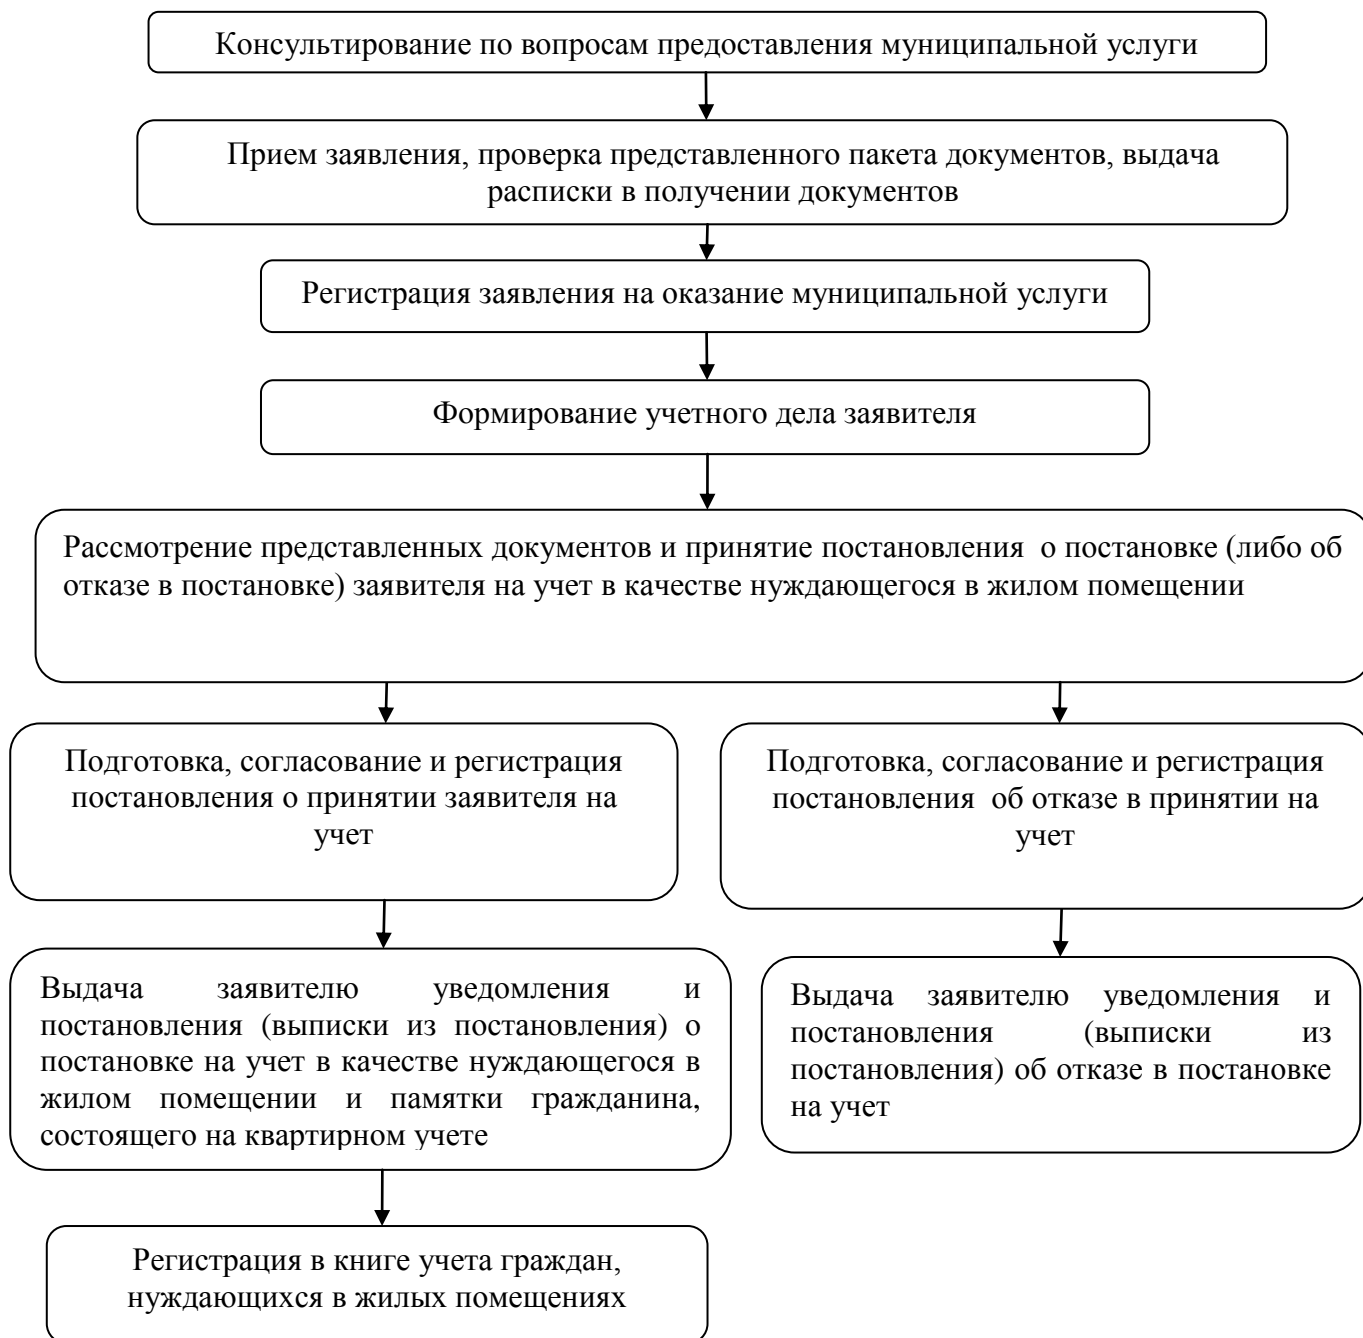 Консультирование по вопросам предоставления муниципальной услуги
Прием заявления, проверка представленного пакета документов, выдача
расписки в получении документов
Регистрация заявления на оказание муниципальной услуги
Формирование учетного дела заявителя
Рассмотрение представленных документов и принятие постановления о постановке (либо об
отказе в постановке) заявителя на учет в качестве нуждающегося в жилом помещении
Подготовка, согласование и регистрация
постановления о принятии заявителя на
учет
Подготовка, согласование и регистрация
постановления об отказе в принятии на
учет
Выдача заявителю уведомления и
постановления (выписки из постановления) о
постановке на учет в качестве нуждающегося в
жилом помещении и памятки гражданина,
состоящего на квартирном учете
Выдача заявителю уведомления и
постановления (выписки из
постановления) об отказе в постановке
на учет
Регистрация в книге учета граждан,
нуждающихся в жилых помещениях